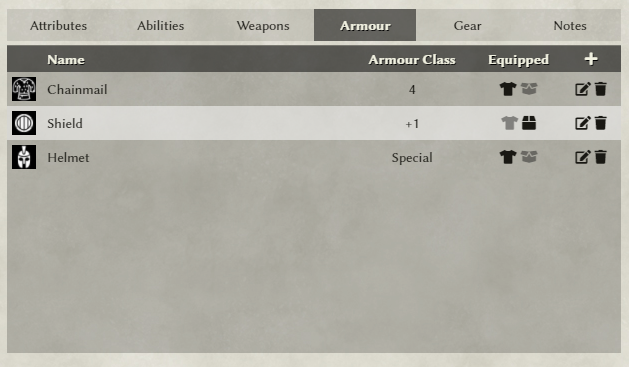 Attributes Abilities Weapons Armour Gear Notes
Name Armour Class Equipped +
Chainmail 4
Shield +1
Helmet Special